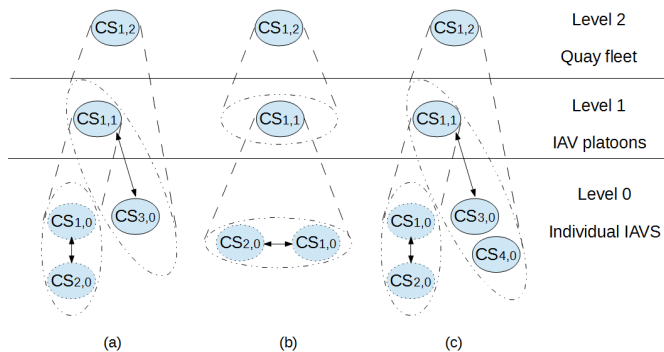 CS1,2 CS1,2 CS1,2 Level 2
Quay fleet
CS1,1 CS1,1 CS1,1 Level 1
IAV platoons
CS1,0 CS3,0 CS1,0 CS3,0 Level 0
CS2,0 CS1,0 Individual IAVS
CS4,0
CS2,0 CS2,0
(a) (b) (c)